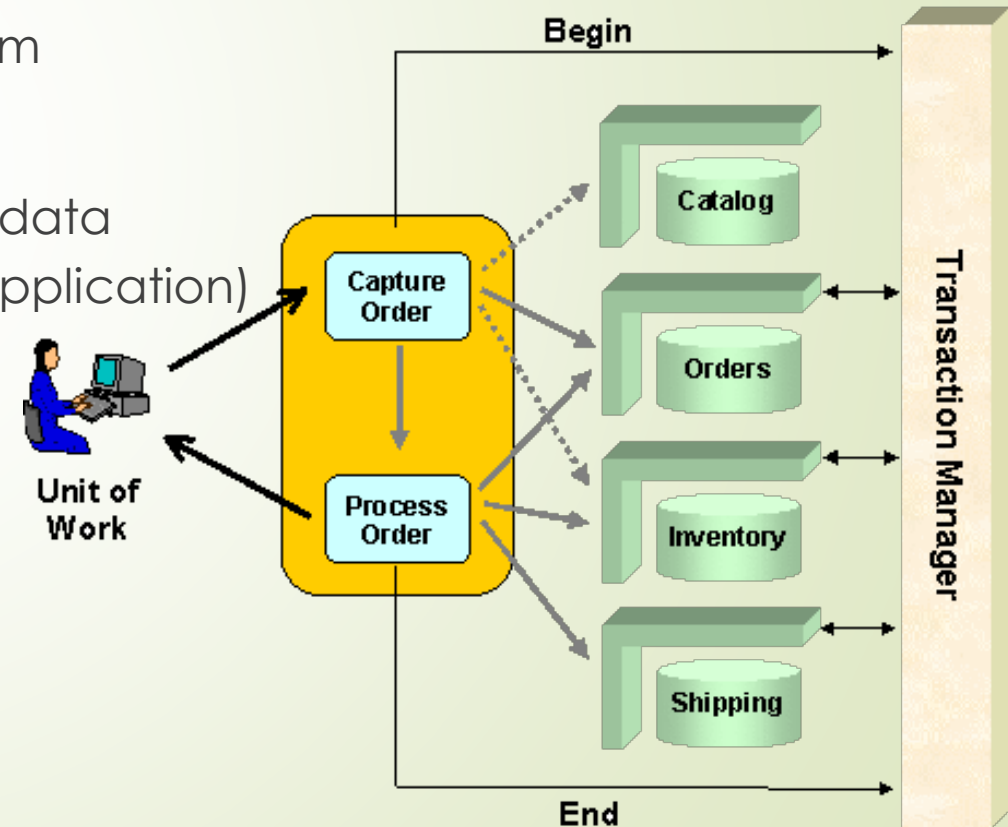 m
data
pplication)
Begin
Catalog
Capture
Order
Orders
Unit of
Work
Process
Order
Inventory
Shipping
Transaction Manager
End